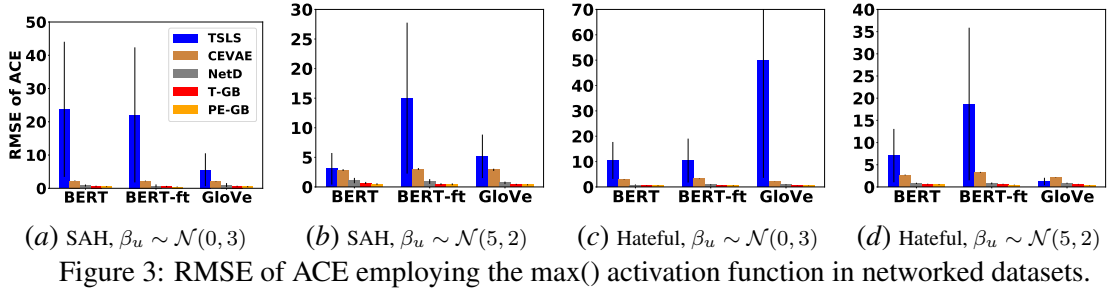 50
40
30
20
10
0
RMSE of ACE
TSLS
CEVAE
NetD
T-GB
PE-GB
BERT BERT-ft GloVe
30
25
20
15
10
5
0
BERT BERT-ft GloVe
70
60
50
40
30
20
10
0
BERT BERT-ft GloVe
40
35
30
25
20
15
10
5
0
BERT BERT-ft GloVe
(a) SAH, βᵤ ∼ 𝒩(0, 3)
(b) SAH, βᵤ ∼ 𝒩(5, 2)
(c) Hateful, βᵤ ∼ 𝒩(0, 3)
(d) Hateful, βᵤ ∼ 𝒩(5, 2)
Figure 3: RMSE of ACE employing the max() activation function in networked datasets.